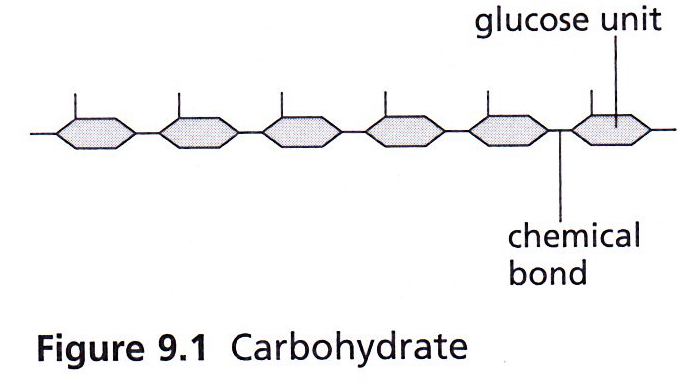 glucose unit
chemical
bond
Figure 9.1 Carbohydrate